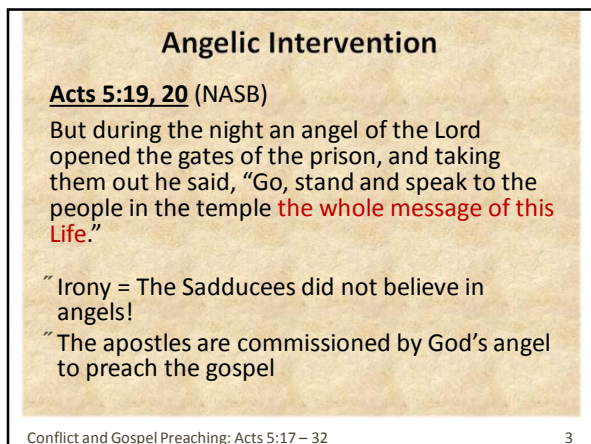 Angelic Intervention
Acts 5:19, 20 (NASB)
But during the night an angel of the Lord
opened the gates of the prison, and taking
them out he said, “Go, stand and speak to the
people in the temple the whole message of this
Life.”
˝ Irony = The Sadducees did not believe in
angels!
˝ The apostles are commissioned by God’s angel
to preach the gospel
Conflict and Gospel Preaching: Acts 5:17 – 32 3